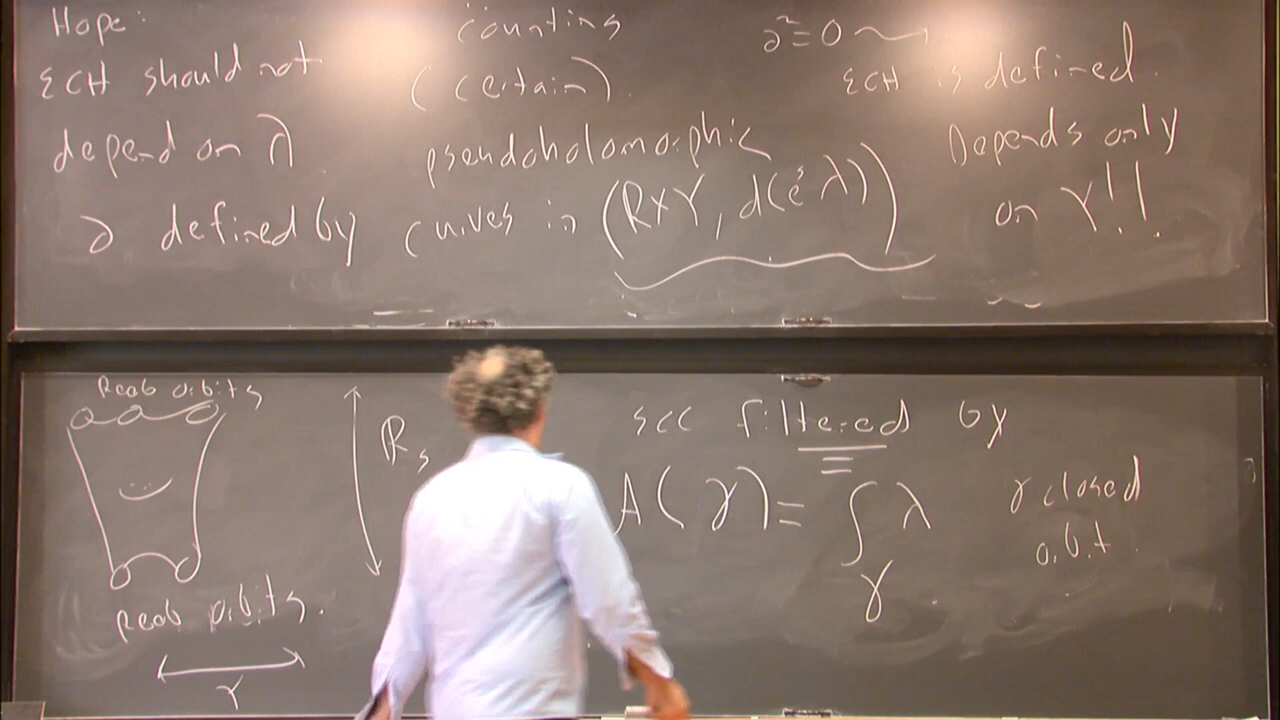 Hope:
ECH should not
depend on λ
∂ defined by
counting
(certain).
pseudoholomorphic
curves in (R×Y, d(e^s λ))
∂²=0 ⇝
ECH is defined.
Depends only
on Y!!
Reeb orbits
Reeb orbits.
Y
R_s
ECC filtered by
A(γ) = ∫_γ λ
γ closed
orbit.